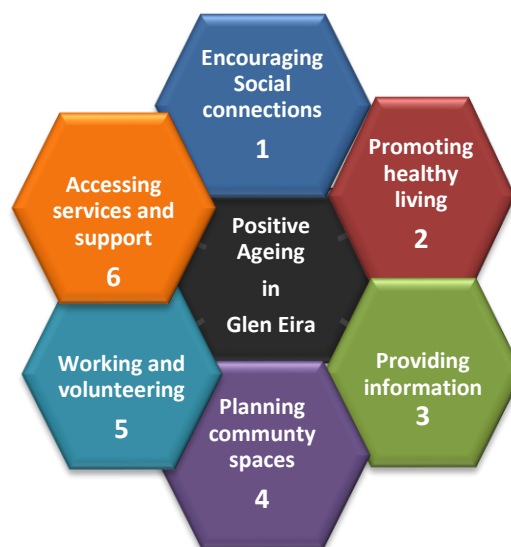 Encouraging
Social
connections
1
Promoting
healthy
living
2
Providing
information
3
Planning
communty
spaces
4
Working and
volunteering
5
Accessing
services and
support
6
Positive
Ageing
in
Glen Eira